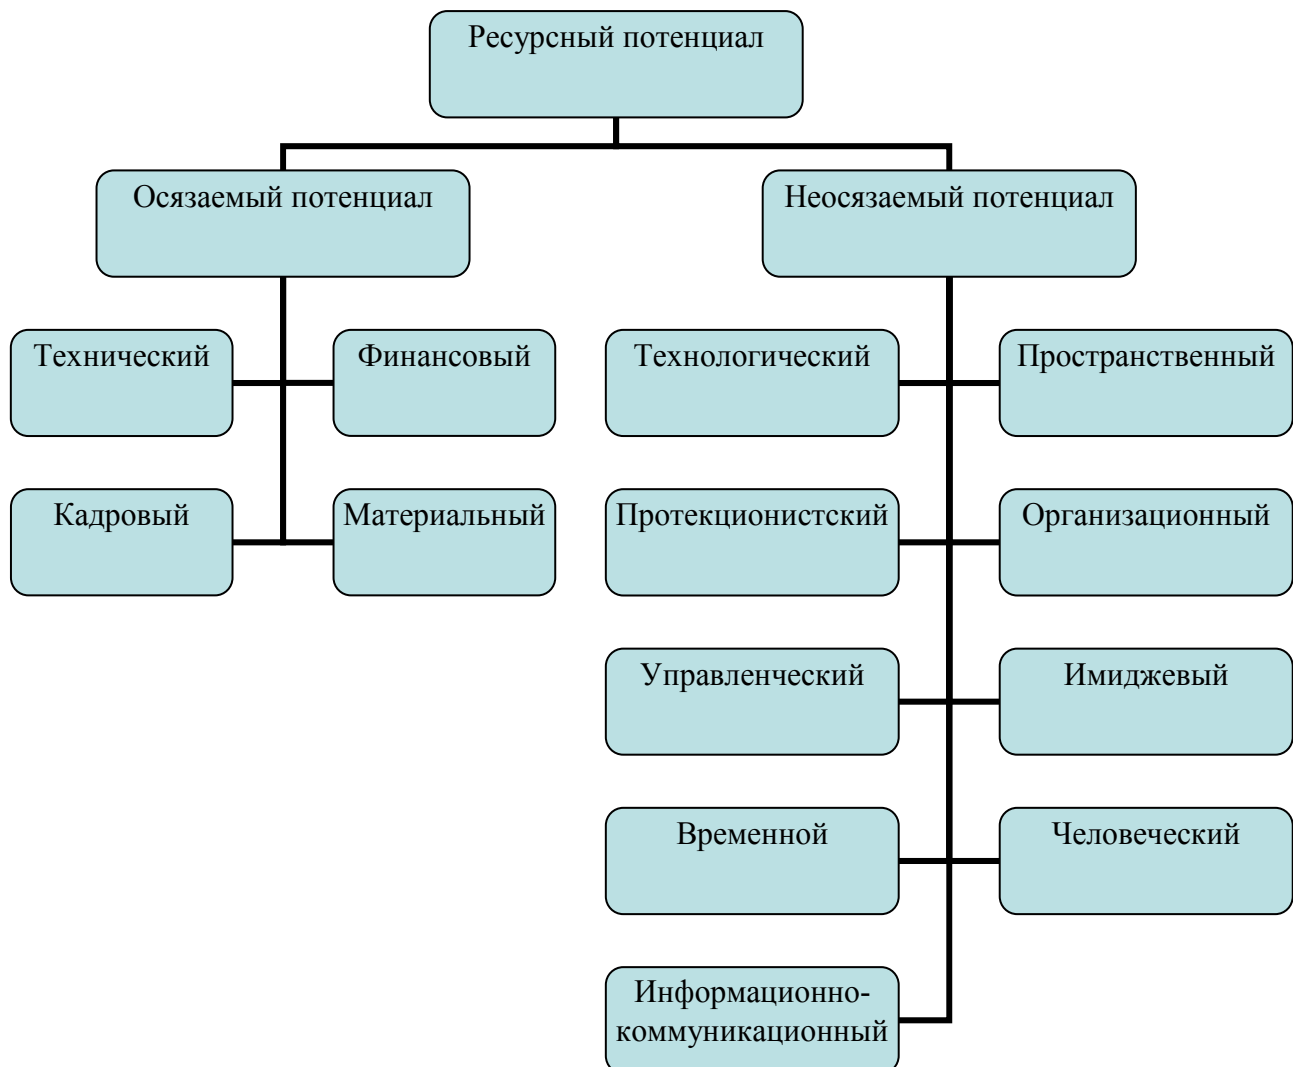 Ресурсный потенциал
Осязаемый потенциал
Неосязаемый потенциал
Технический
Финансовый
Технологический
Пространственный
Кадровый
Материальный
Протекционистский
Организационный
Управленческий
Имиджевый
Временной
Человеческий
Информационно-
коммуникационный